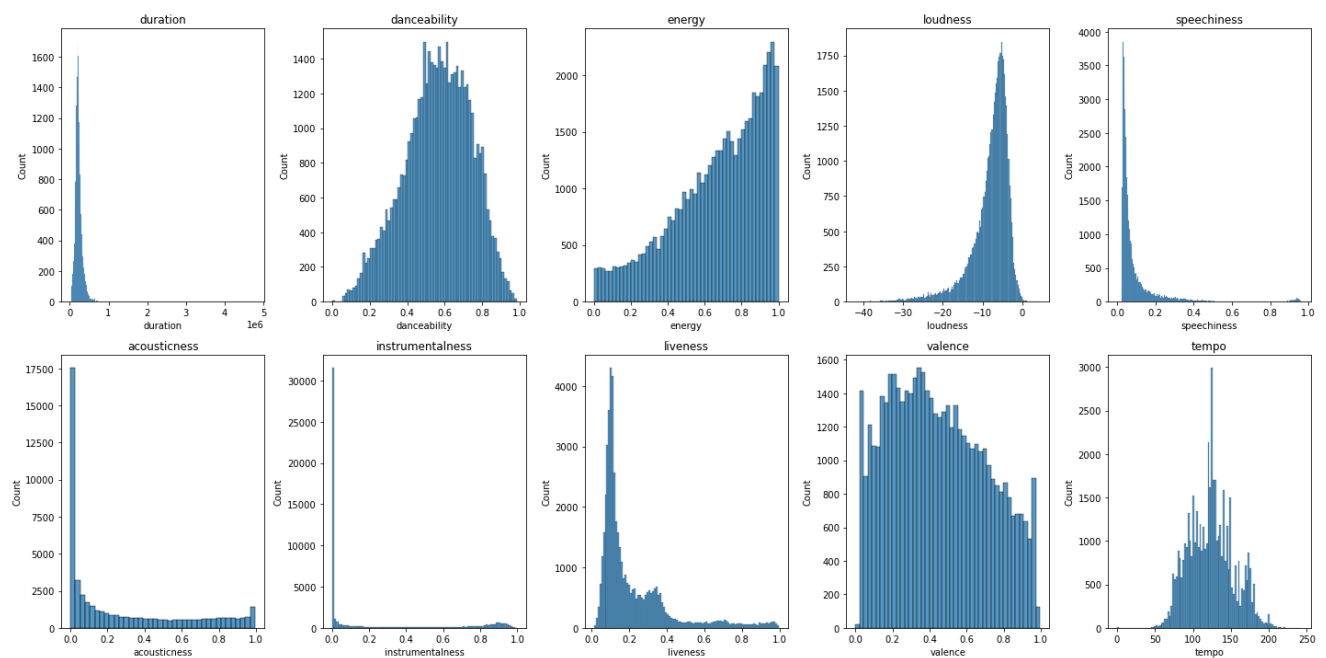 duration
Count
1600
1400
1200
1000
800
600
400
200
0
0 1 2 3 4 5
1e6
duration
danceability
Count
1400
1200
1000
800
600
400
200
0
0.0 0.2 0.4 0.6 0.8 1.0
danceability
energy
Count
2000
1500
1000
500
0
0.0 0.2 0.4 0.6 0.8 1.0
energy
loudness
Count
1750
1500
1250
1000
750
500
250
0
−40 −30 −20 −10 0
loudness
speechiness
Count
4000
3500
3000
2500
2000
1500
1000
500
0
0.0 0.2 0.4 0.6 0.8 1.0
speechiness
acousticness
Count
17500
15000
12500
10000
7500
5000
2500
0
0.0 0.2 0.4 0.6 0.8 1.0
acousticness
instrumentalness
Count
30000
25000
20000
15000
10000
5000
0
0.0 0.2 0.4 0.6 0.8 1.0
instrumentalness
liveness
Count
4000
3000
2000
1000
0
0.0 0.2 0.4 0.6 0.8 1.0
liveness
valence
Count
1600
1400
1200
1000
800
600
400
200
0
0.0 0.2 0.4 0.6 0.8 1.0
valence
tempo
Count
3000
2500
2000
1500
1000
500
0
0 50 100 150 200 250
tempo